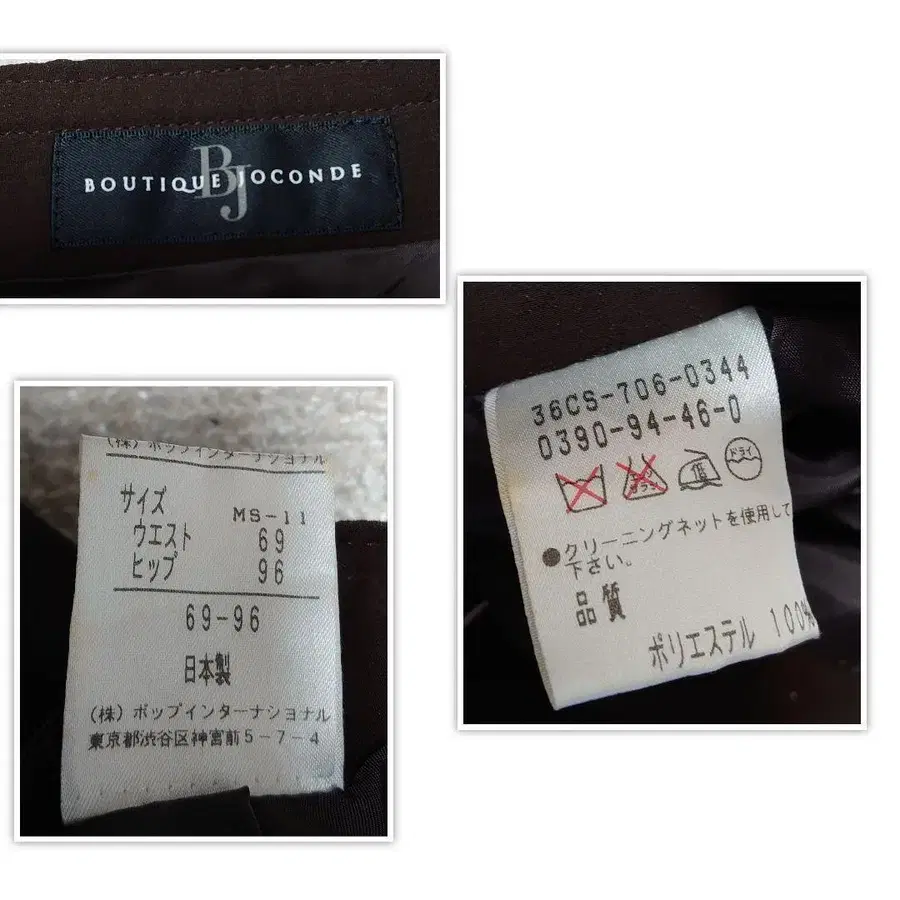 BOUTIQUE JOCONDE
BJ
36CS-706-0344
0390-94-46-0
低
ドライ
●クリーニングネットを使用して
下さい。
品質
ポリエステル 100%
(株) ポップインターナショナル
サイズ MS-11
ウエスト 69
ヒップ 96
69-96
日本製
(株) ポップインターナショナル
東京都渋谷区神宮前5-7-4